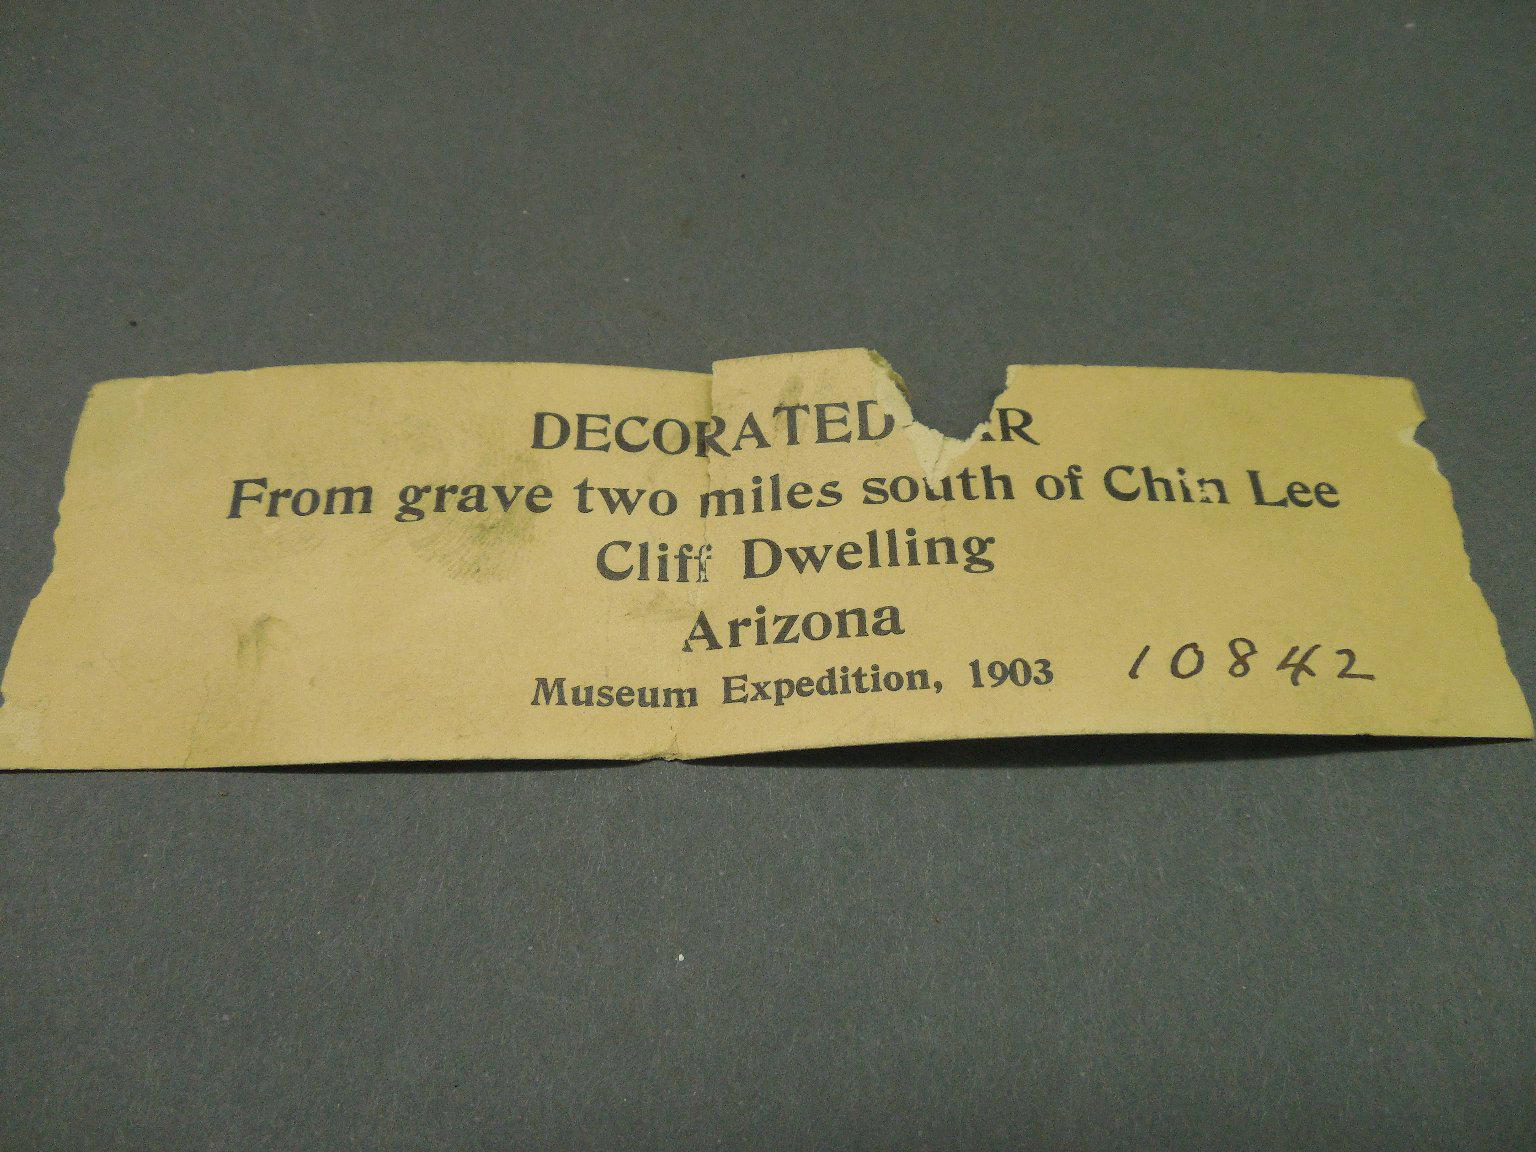 DECORATED
From grave two miles south of Chin Lee
Cliff Dwelling
Arizona
Museum Expedition, 1903
10842